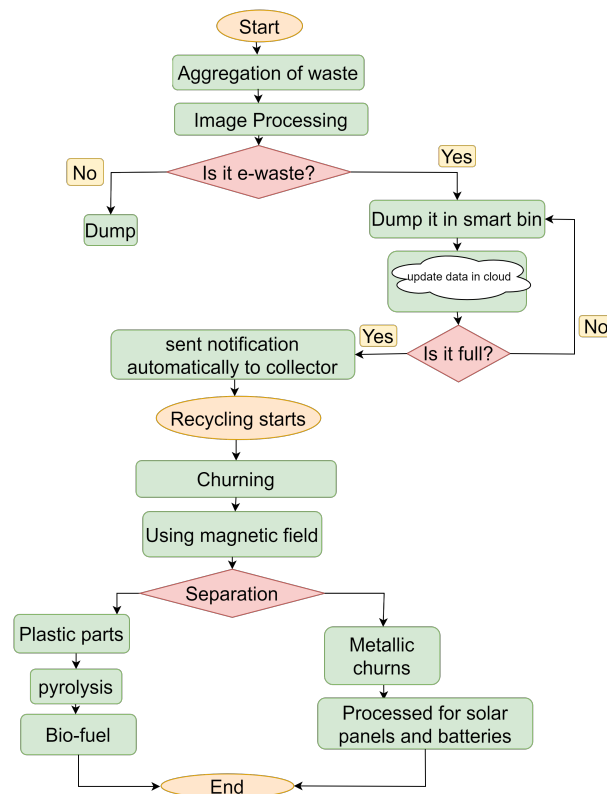 Start
Aggregation of waste
Image Processing
Is it e-waste?
No
Yes
Dump
Dump it in smart bin
update data in cloud
Is it full?
No
Yes
sent notification
automatically to collector
Recycling starts
Churning
Using magnetic field
Separation
Plastic parts
pyrolysis
Bio-fuel
Metallic
churns
Processed for solar
panels and batteries
End